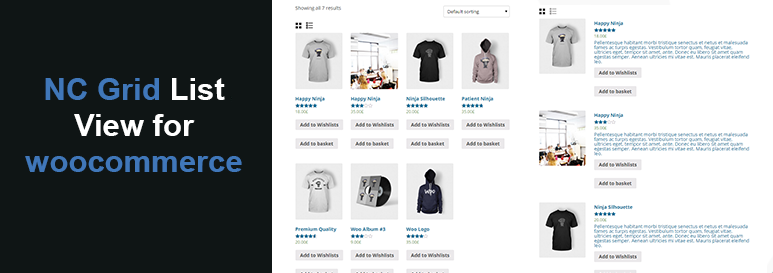 NC Grid List
View for
woocommerce
Showing all 7 results
Default sorting
Happy Ninja
18.00£
Add to Wishlists
Add to basket
Happy Ninja
35.00£
Add to Wishlists
Add to basket
Ninja Silhouette
20.00£
Add to Wishlists
Add to basket
Patient Ninja
35.00£
Add to Wishlists
Add to basket
Premium Quality
20.00£
Add to Wishlists
Woo Album #3
9.00£
Add to Wishlists
WOO
Woo Logo
35.00£
Add to Wishlists
Happy Ninja
18.00£
Pellentesque habitant morbi tristique senectus et netus et malesuada
fames ac turpis egestas. Vestibulum tortor quam, feugiat vitae,
ultricies eget, tempor sit amet, ante. Donec eu libero sit amet quam
egestas semper. Aenean ultricies mi vitae est. Mauris placerat eleifend
leo.
Add to Wishlists
Add to basket
Happy Ninja
35.00£
Pellentesque habitant morbi tristique senectus et netus et malesuada
fames ac turpis egestas. Vestibulum tortor quam, feugiat vitae,
ultricies eget, tempor sit amet, ante. Donec eu libero sit amet quam
egestas semper. Aenean ultricies mi vitae est. Mauris placerat eleifend
leo.
Add to Wishlists
Add to basket
Ninja Silhouette
20.00£
Pellentesque habitant morbi tristique senectus et netus et malesuada
fames ac turpis egestas. Vestibulum tortor quam, feugiat vitae,
ultricies eget, tempor sit amet, ante. Donec eu libero sit amet quam
egestas semper. Aenean ultricies mi vitae est. Mauris placerat eleifend
leo.
Add to Wishlists